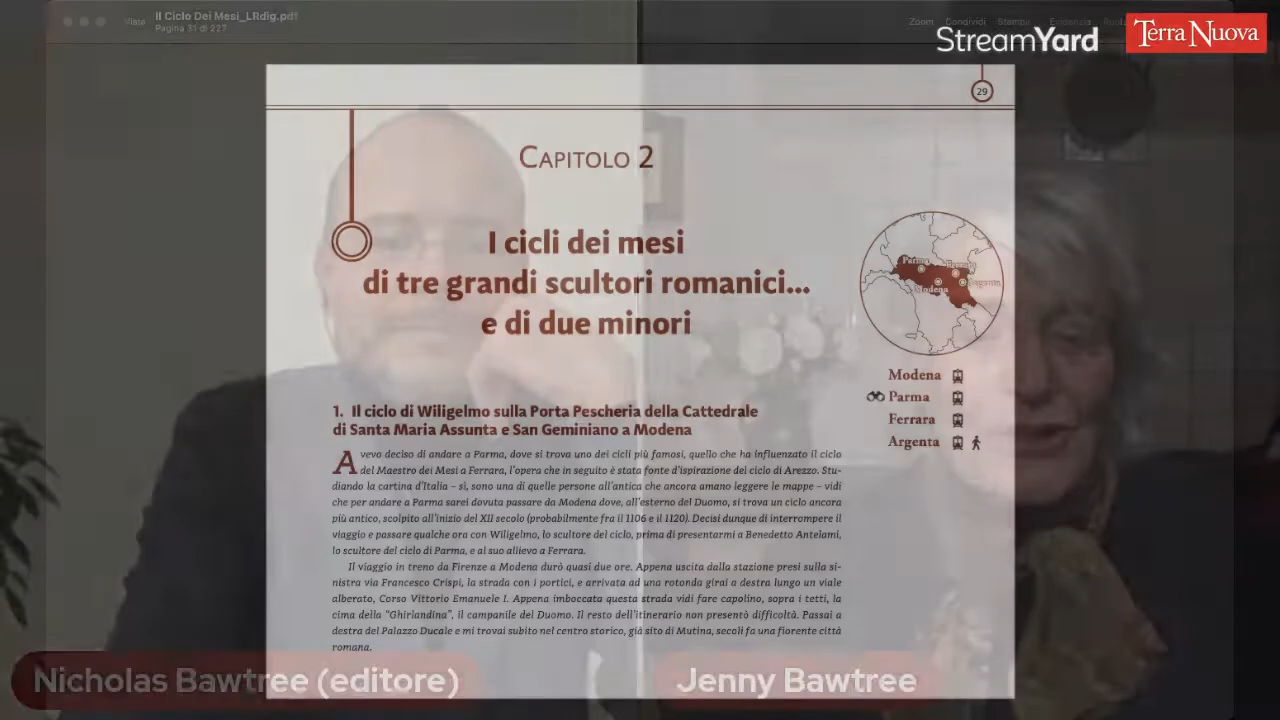 Il Ciclo Dei Mesi_LRdig.pdf
Vista
Pagina 31 di 227
Zoom Condividi Stampa Evidenzia
StreamYard
Terra Nuova
29
Capitolo 2
I cicli dei mesi
di tre grandi scultori romanici...
e di due minori
Parma
Ferrara
Modena
Argenta
Modena
Parma
Ferrara
Argenta
1. Il ciclo di Wiligelmo sulla Porta Pescheria della Cattedrale
di Santa Maria Assunta e San Geminiano a Modena
Avevo deciso di andare a Parma, dove si trova uno dei cicli più famosi, quello che ha influenzato il ciclo
del Maestro dei Mesi a Ferrara, l'opera che in seguito è stata fonte d'ispirazione del ciclo di Arezzo. Stu-
diando la cartina d'Italia – sì, sono una di quelle persone all'antica che ancora amano leggere le mappe – vidi
che per andare a Parma sarei dovuta passare da Modena dove, all'esterno del Duomo, si trova un ciclo ancora
più antico, scolpito all'inizio del XII secolo (probabilmente fra il 1106 e il 1120). Decisi dunque di interrompere il
viaggio e passare qualche ora con Wiligelmo, lo scultore del ciclo, prima di presentarmi a Benedetto Antelami,
lo scultore del ciclo di Parma, e al suo allievo a Ferrara.
Il viaggio in treno da Firenze a Modena durò quasi due ore. Appena uscita dalla stazione presi sulla si-
nistra via Francesco Crispi, la strada con i portici, e arrivata ad una rotonda girai a destra lungo un viale
alberato, Corso Vittorio Emanuele I. Appena imboccata questa strada vidi fare capolino, sopra i tetti, la
cima della "Ghirlandina", il campanile del Duomo. Il resto dell'itinerario non presentò difficoltà. Passai a
destra del Palazzo Ducale e mi trovai subito nel centro storico, già sito di Mutina, secoli fa una fiorente città
romana.
Nicholas Bawtree (editore)
Jenny Bawtree